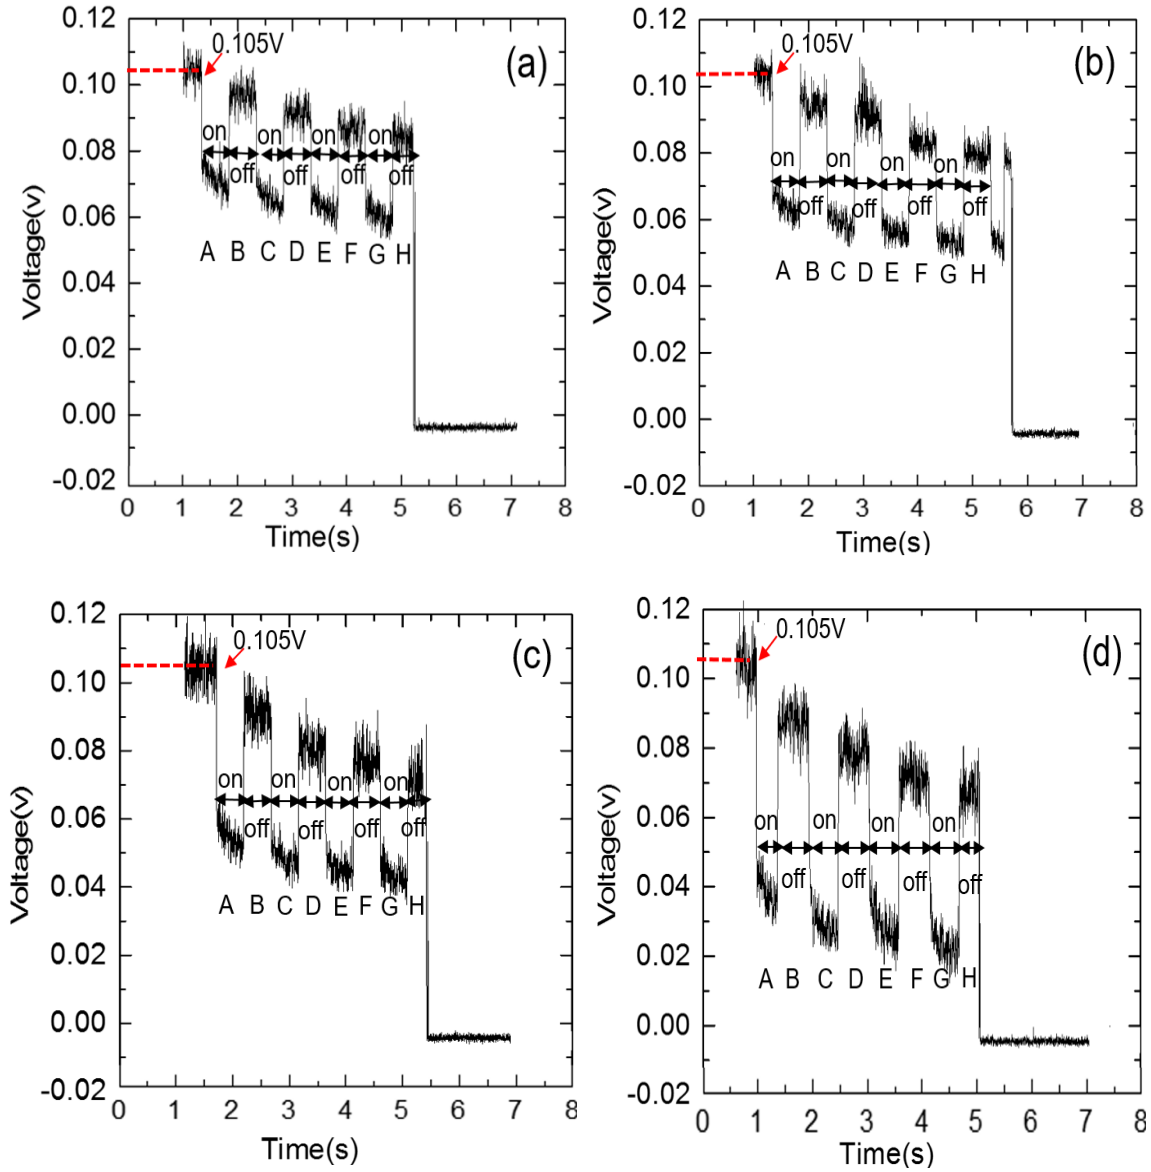 0.12
0.10
0.08
0.06
0.04
0.02
0.00
-0.02
Voltage(v)
0.105V
(a)
on
on
on
on
off
off
off
off
A B C D E F G H
0 1 2 3 4 5 6 7 8
Time(s)
0.12
0.10
0.08
0.06
0.04
0.02
0.00
-0.02
Voltage(v)
0.105V
(b)
on
on
on
on
off
off
off
off
A B C D E F G H
0 1 2 3 4 5 6 7 8
Time(s)
0.12
0.10
0.08
0.06
0.04
0.02
0.00
-0.02
Voltage(v)
0.105V
(c)
on
on
on
on
off
off
off
off
A B C D E F G H
0 1 2 3 4 5 6 7 8
Time(s)
0.12
0.10
0.08
0.06
0.04
0.02
0.00
-0.02
Voltage(v)
0.105V
(d)
on
on
on
on
off
off
off
off
A B C D E F G H
0 1 2 3 4 5 6 7 8
Time(s)